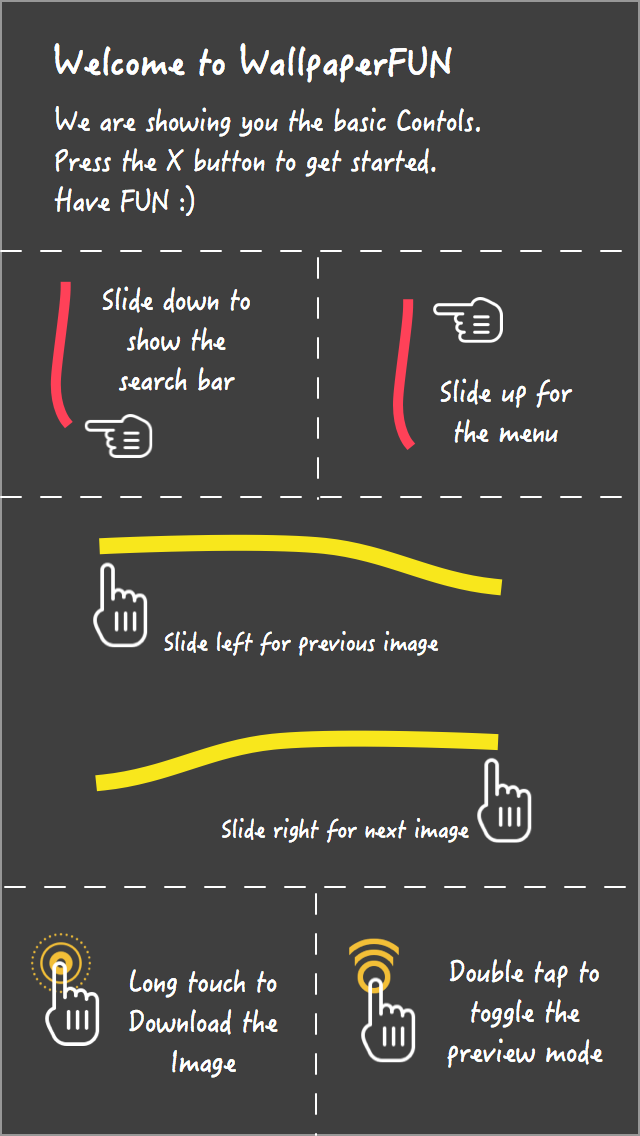 Welcome to WallpaperFUN
We are showing you the basic Contols.
Press the X button to get started.
Have FUN :)
Slide down to
show the
search bar
Slide up for
the menu
Slide left for previous image
Slide right for next image
Long touch to
Download the
Image
Double tap to
toggle the
preview mode